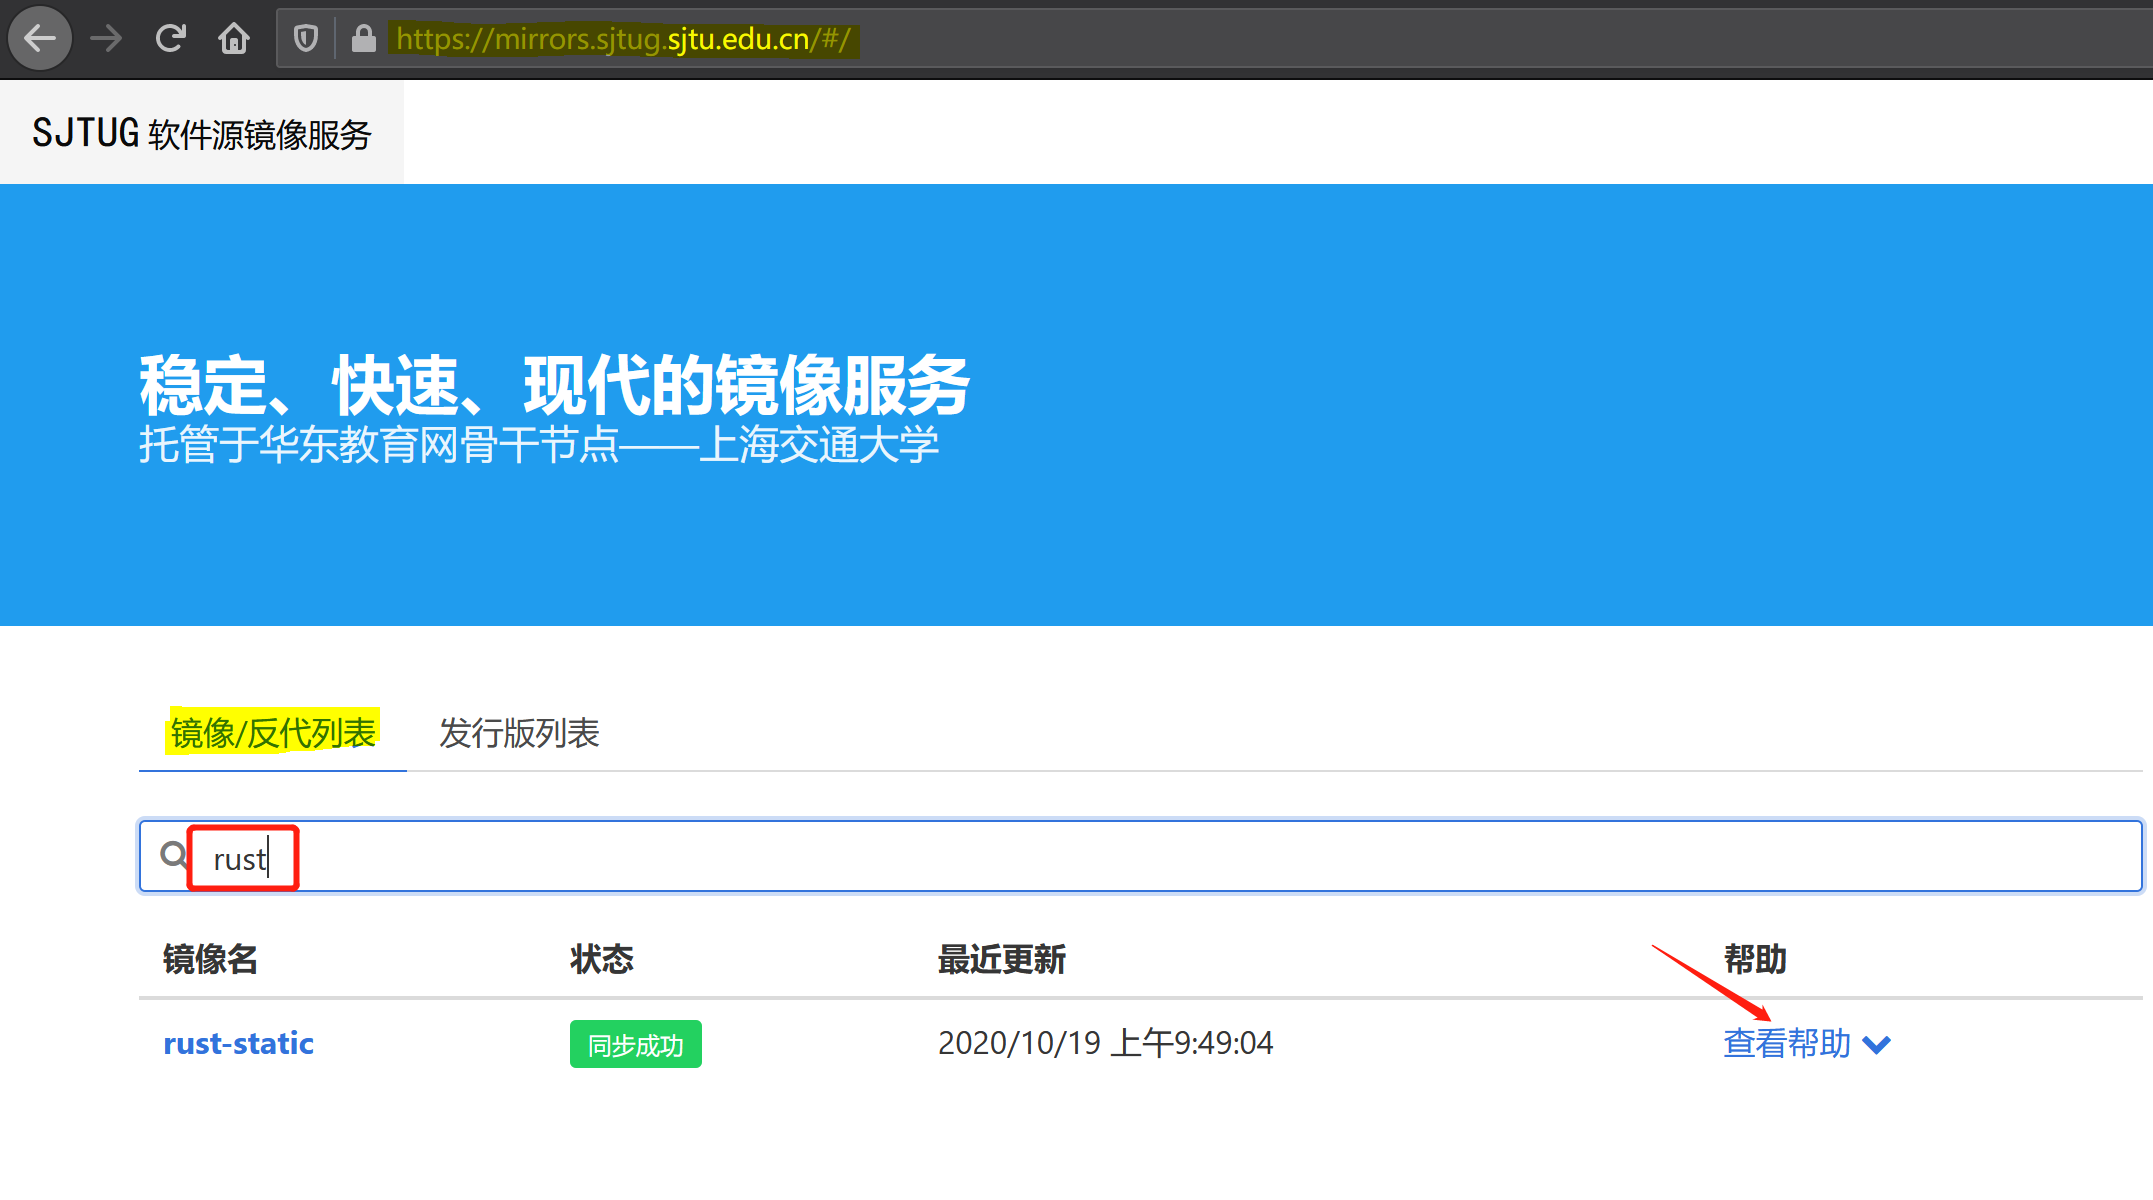 https://mirrors.sjtug.sjtu.edu.cn/#/
SJTUG 软件源镜像服务
稳定、快速、现代的镜像服务
托管于华东教育网骨干节点——上海交通大学
镜像/反代列表 发行版列表
rust
镜像名 状态 最近更新 帮助
rust-static 同步成功 2020/10/19 上午9:49:04 查看帮助